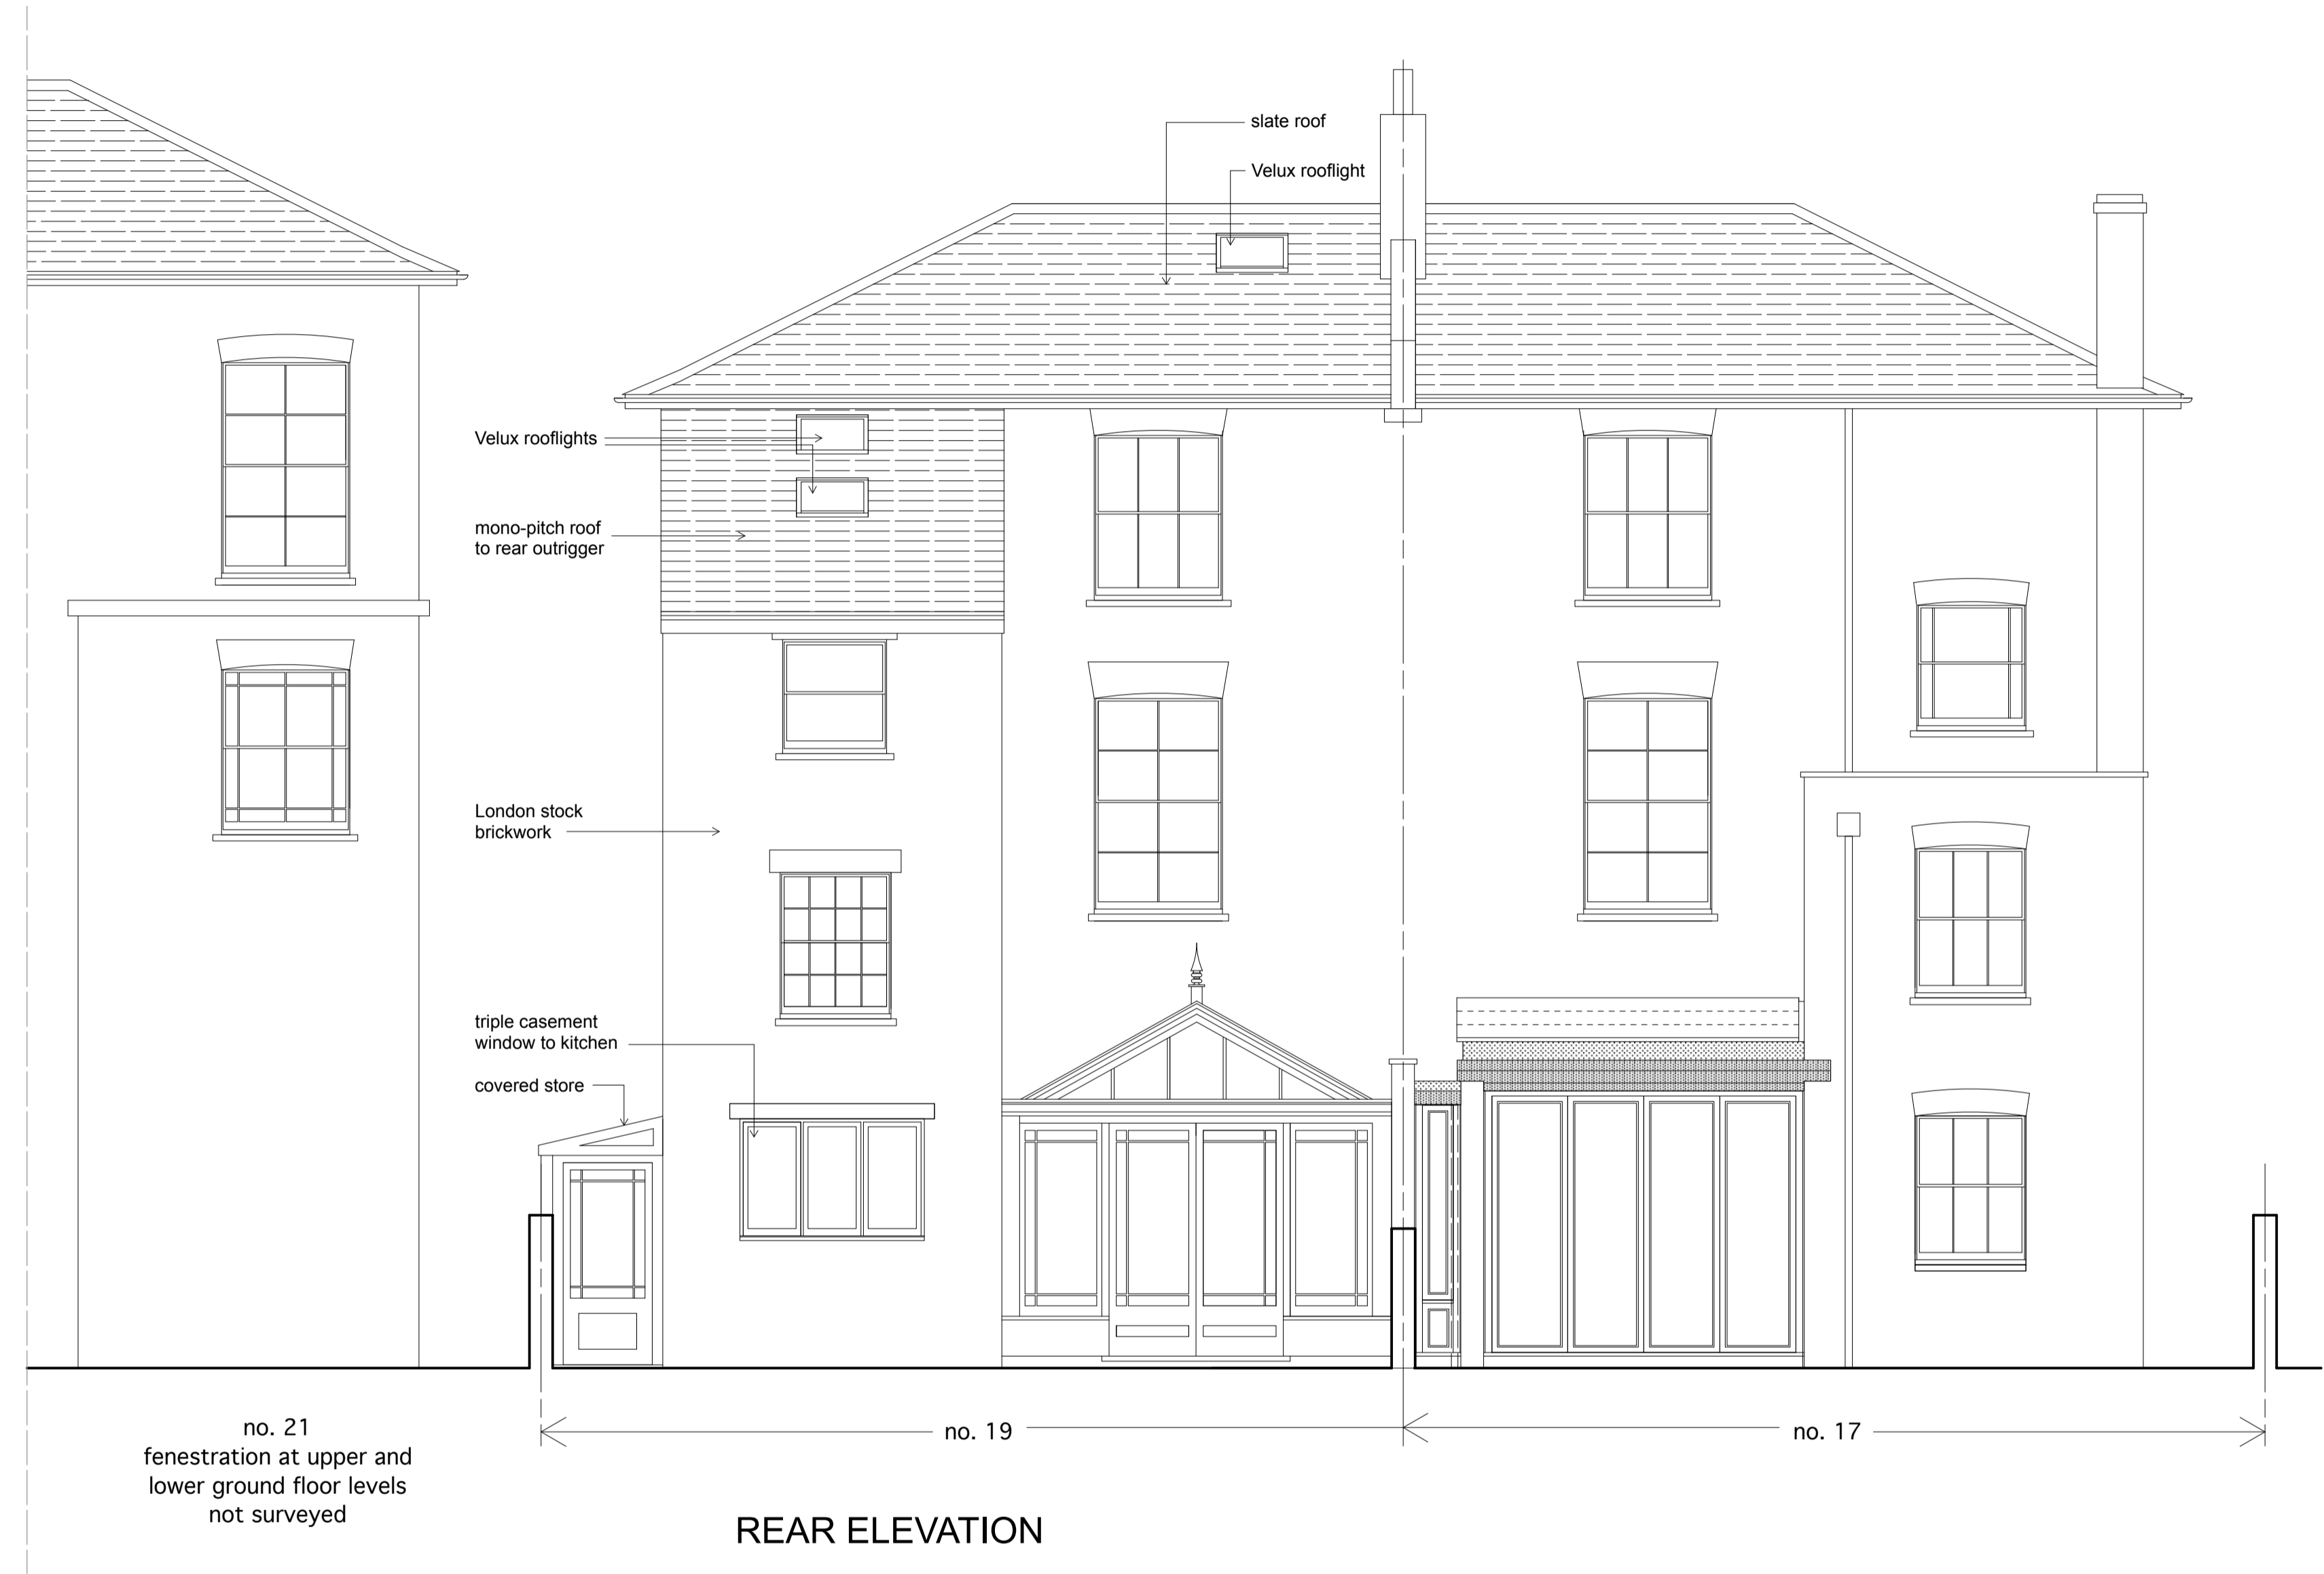 slate roof
Velux rooflight
Velux rooflights
mono-pitch roof
to rear outrigger
London stock
brickwork
triple casement
window to kitchen
covered store
no. 21
fenestration at upper and
lower ground floor levels
not surveyed
no. 19
no. 17
REAR ELEVATION